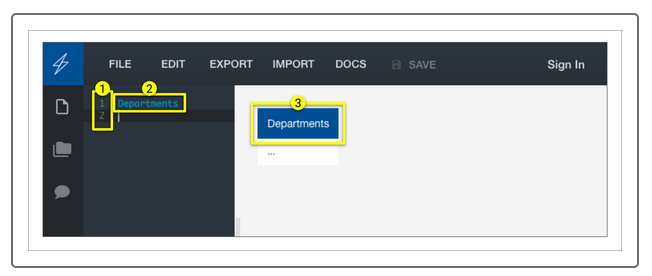 FILE EDIT EXPORT IMPORT DOCS SAVE Sign In
1 2
1 Departments
2
3
Departments
...